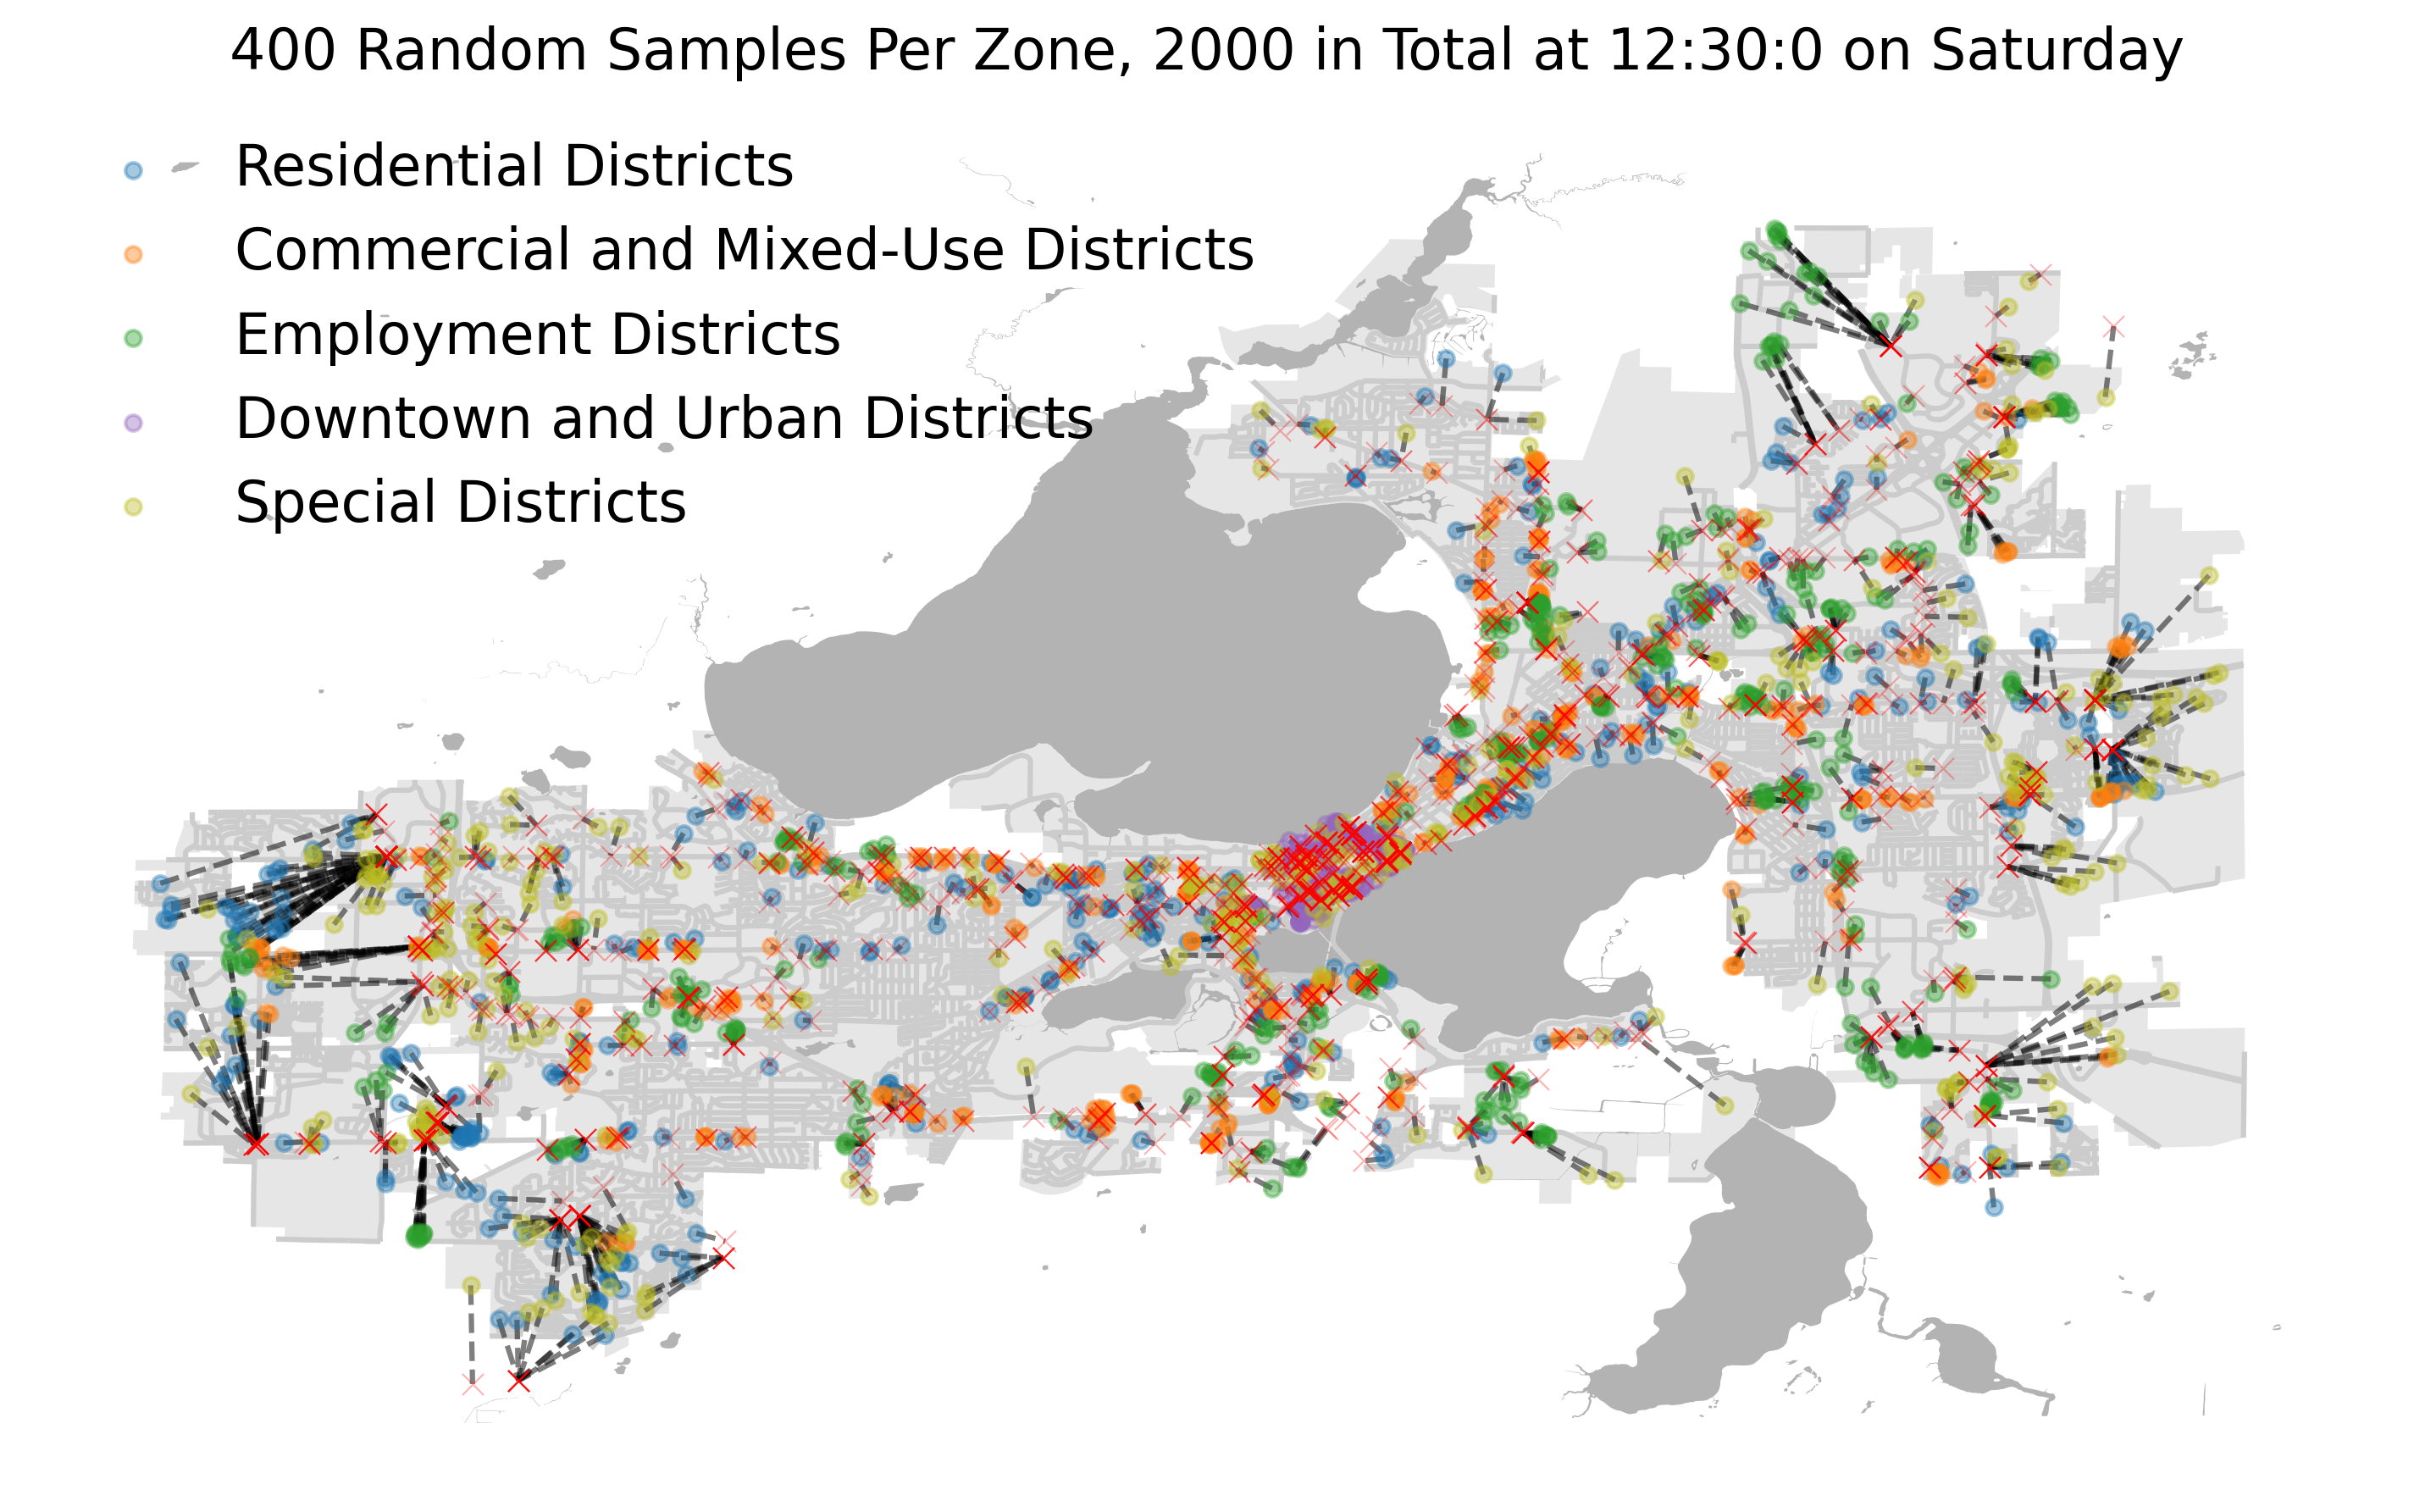 400 Random Samples Per Zone, 2000 in Total at 12:30:0 on Saturday
Residential Districts
Commercial and Mixed-Use Districts
Employment Districts
Downtown and Urban Districts
Special Districts